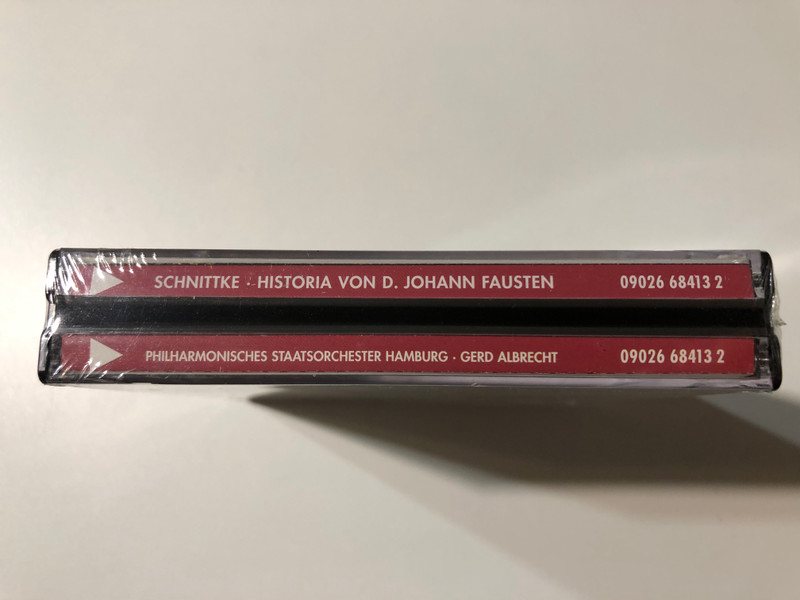 SCHNITTKE · HISTORIA VON D. JOHANN FAUSTEN 09026 68413 2
PHILHARMONISCHES STAATSORCHESTER HAMBURG · GERD ALBRECHT 09026 68413 2